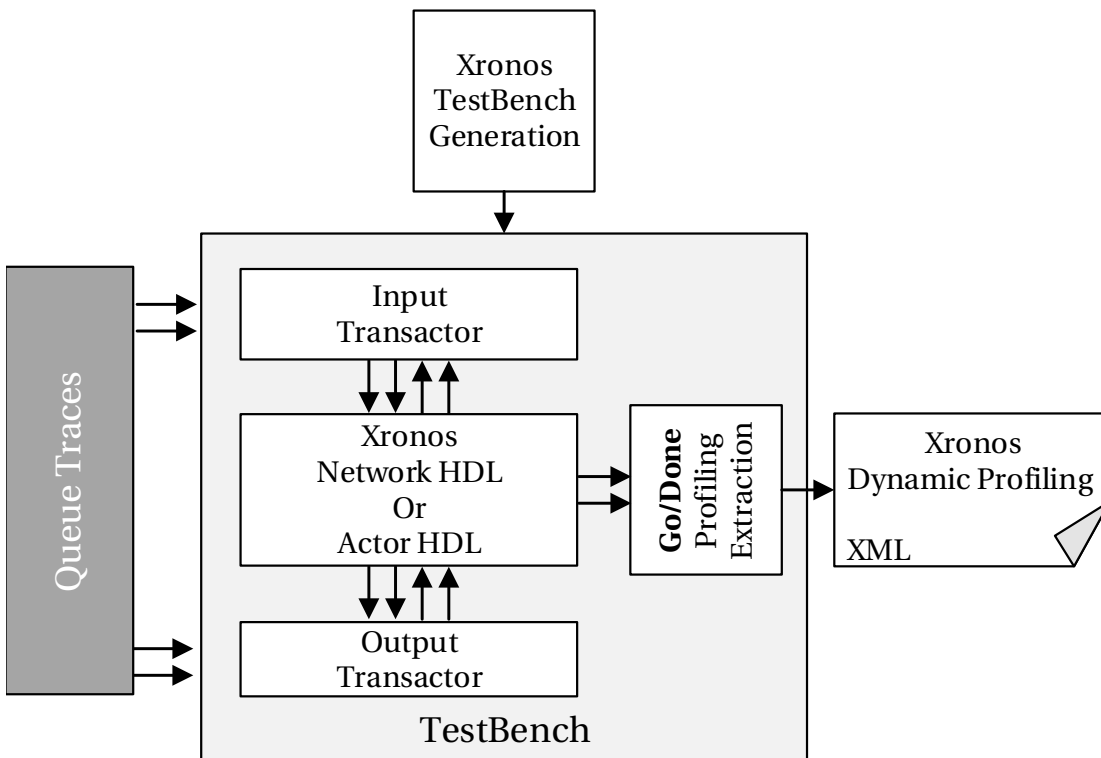 Xronos
TestBench
Generation
Queue Traces
Input
Transactor
Xronos
Network HDL
Or
Actor HDL
Go/Done
Profiling
Extraction
Xronos
Dynamic Profiling
XML
Output
Transactor
TestBench